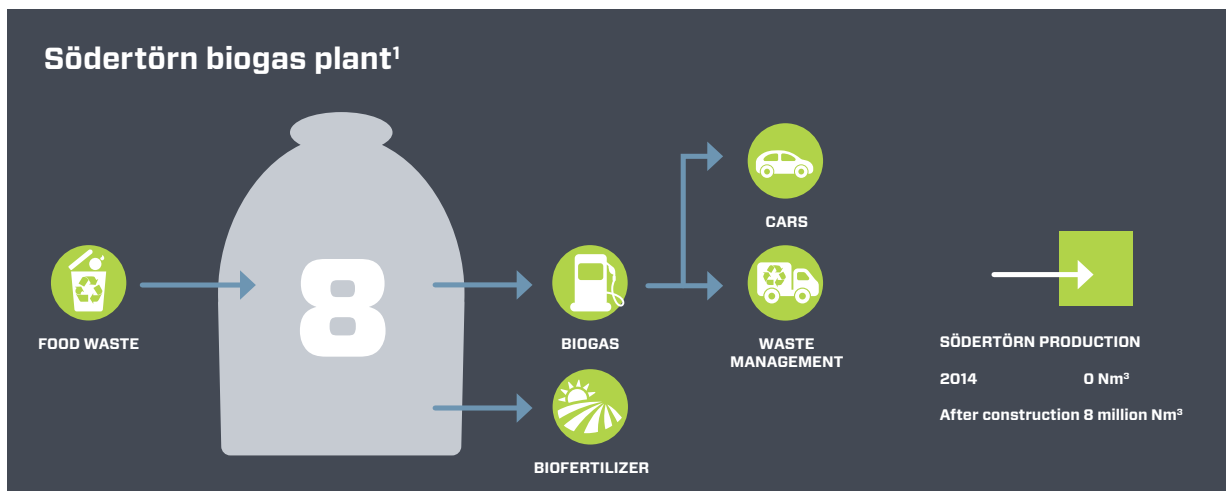 Södertörn biogas plant¹
8
FOOD WASTE
BIOGAS
BIOFERTILIZER
CARS
WASTE
MANAGEMENT
SÖDERTÖRN PRODUCTION
2014 0 Nm³
After construction 8 million Nm³